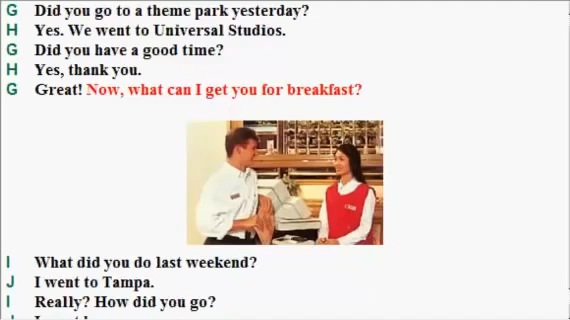 G Did you go to a theme park yesterday?
H Yes. We went to Universal Studios.
G Did you have a good time?
H Yes, thank you.
G Great! Now, what can I get you for breakfast?
I What did you do last weekend?
J I went to Tampa.
I Really? How did you go?